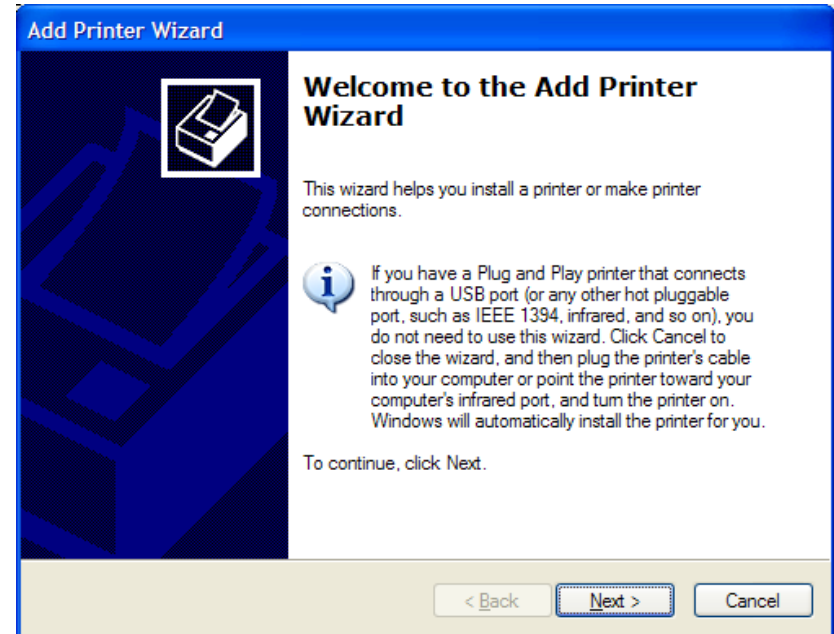 Add Printer Wizard
Welcome to the Add Printer
Wizard
This wizard helps you install a printer or make printer
connections.
If you have a Plug and Play printer that connects
through a USB port (or any other hot pluggable
port, such as IEEE 1394, infrared, and so on), you
do not need to use this wizard. Click Cancel to
close the wizard, and then plug the printer's cable
into your computer or point the printer toward your
computer's infrared port, and turn the printer on.
Windows will automatically install the printer for you.
To continue, click Next.
< Back Next > Cancel